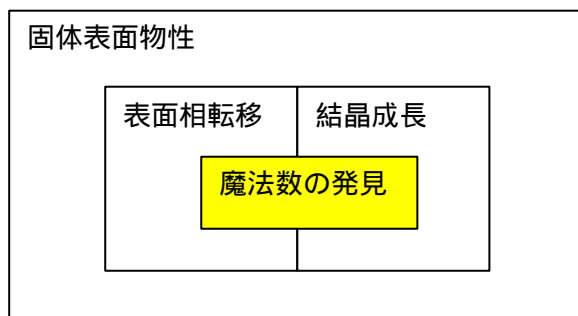 固体表面物性
表面相転移
結晶成長
魔法数の発見